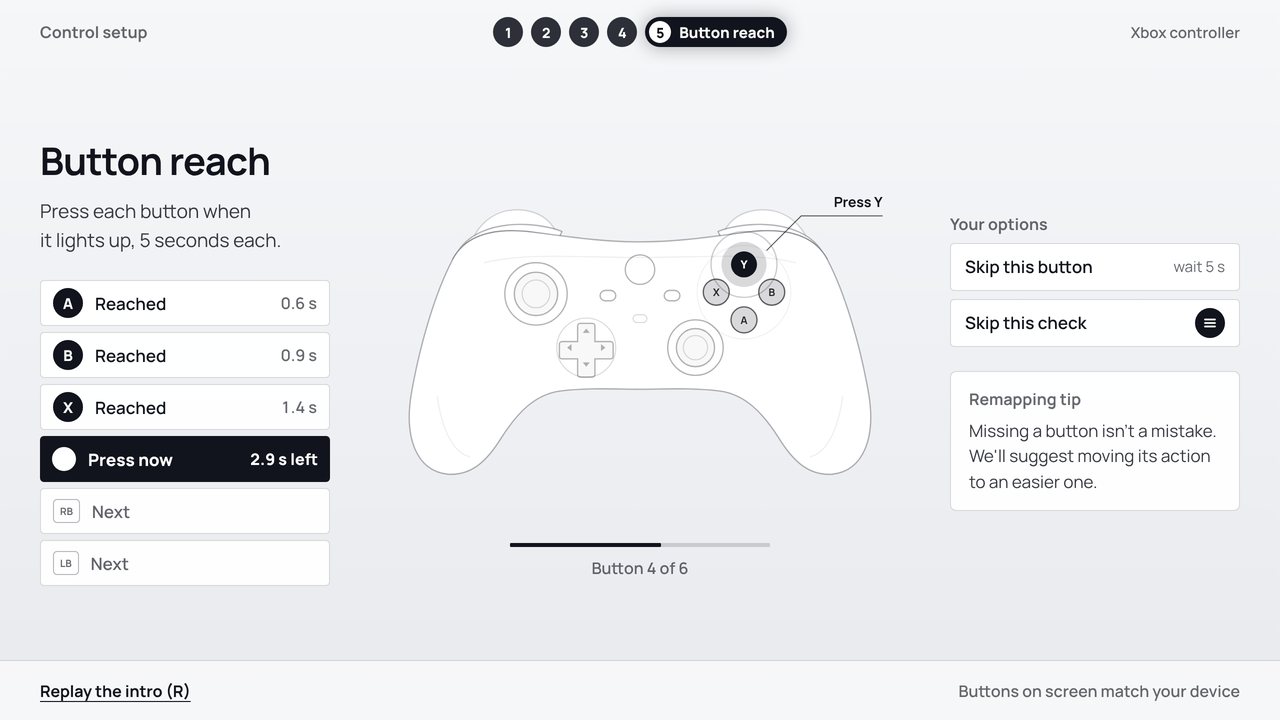 Control setup
1
2
3
4
5 Button reach
Xbox controller
Button reach
Press each button when
it lights up, 5 seconds each.
A Reached 0.6 s
B Reached 0.9 s
X Reached 1.4 s
Press now 2.9 s left
RB Next
LB Next
Press Y
Y
X
B
A
Button 4 of 6
Your options
Skip this button wait 5 s
Skip this check
Remapping tip
Missing a button isn't a mistake.
We'll suggest moving its action
to an easier one.
Replay the intro (R)
Buttons on screen match your device